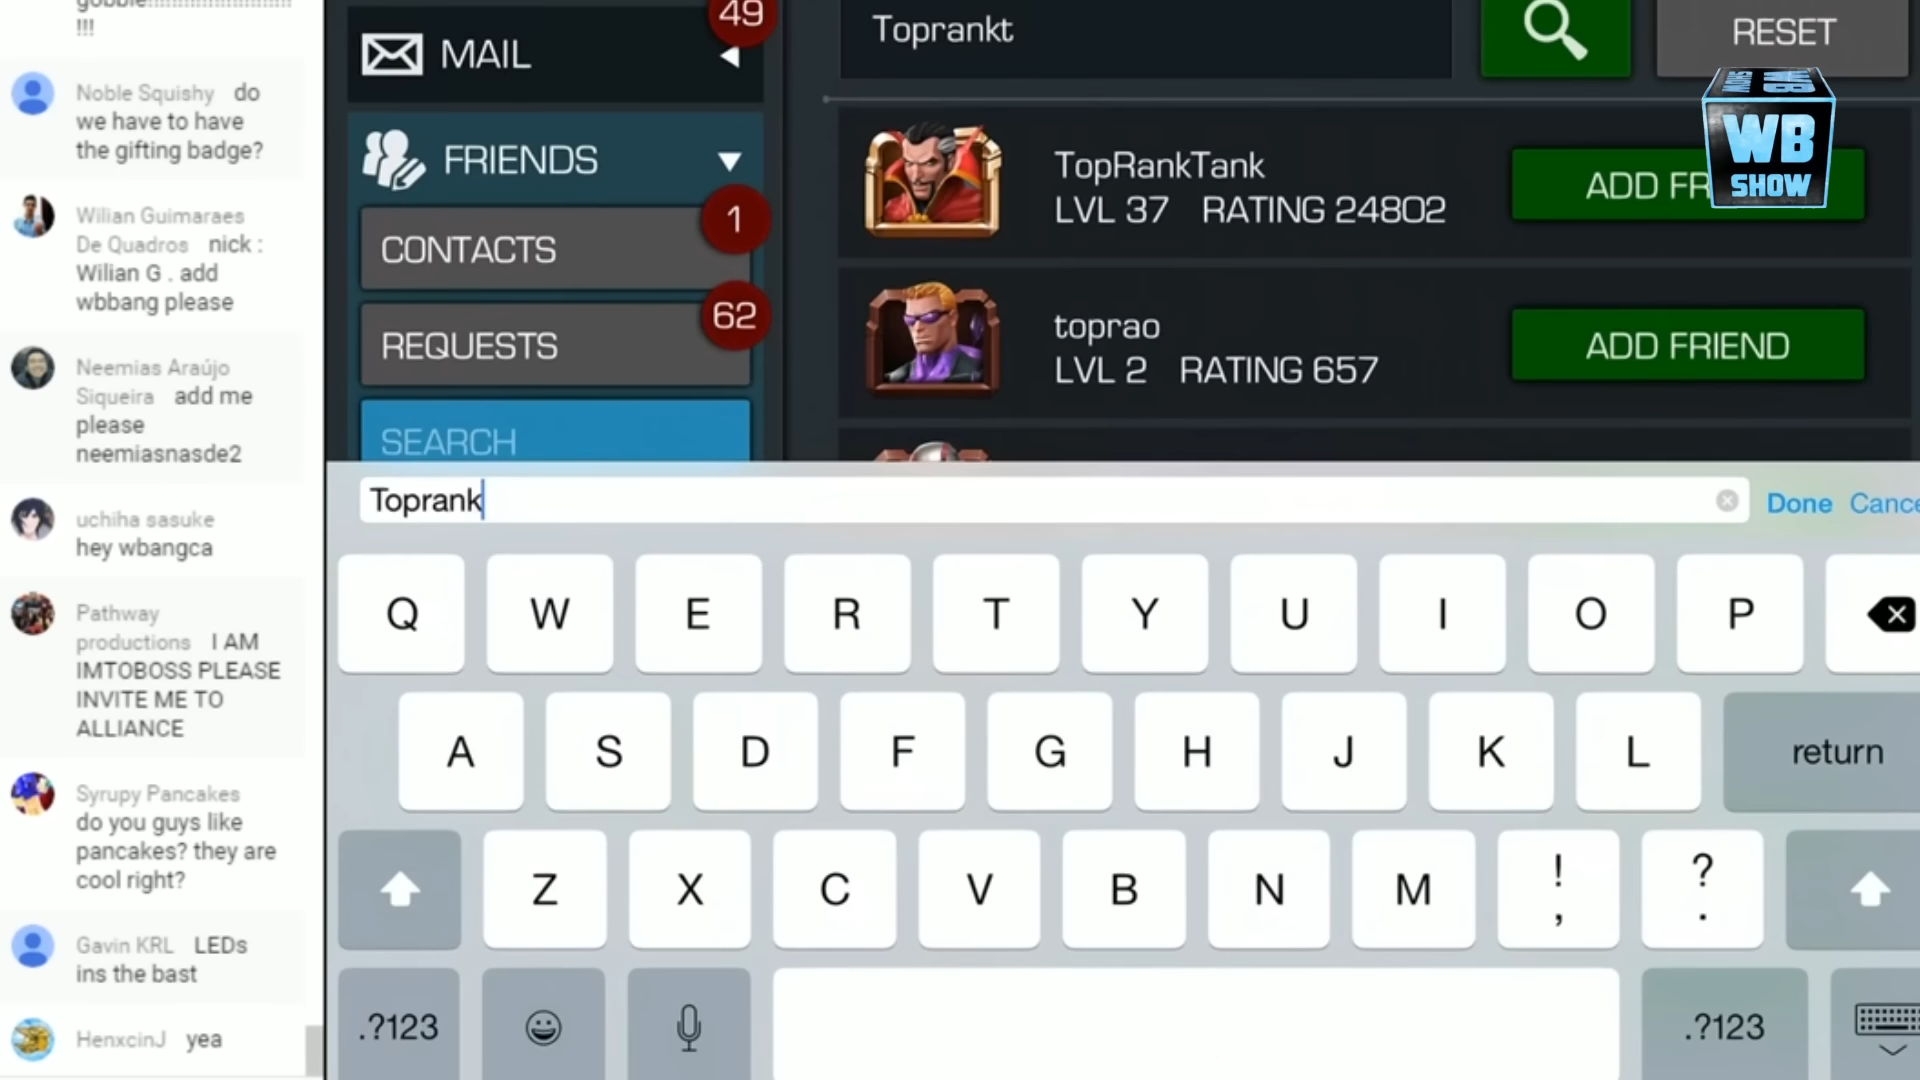 gobble!!!!!!!!!!!!!!!!!!!!!!!!!!!!
!!!
Noble Squishy do
we have to have
the gifting badge?
Wilian Guimaraes
De Quadros nick :
Wilian G . add
wbbang please
Neemias Araújo
Siqueira add me
please
neemiasnasde2
uchiha sasuke
hey wbangca
Pathway
productions I AM
IMTOBOSS PLEASE
INVITE ME TO
ALLIANCE
Syrupy Pancakes
do you guys like
pancakes? they are
cool right?
Gavin KRL LEDs
ins the bast
HenxcinJ yea
MAIL
49
FRIENDS
CONTACTS
1
REQUESTS
62
SEARCH
Toprankt
RESET
TopRankTank
LVL 37 RATING 24802
ADD FR
WB
SHOW
WB
SHOW
toprao
LVL 2 RATING 657
ADD FRIEND
Toprank
Done Cance
Q W E R T Y U I O P
A S D F G H J K L return
Z X C V B N M ! , ? .
.?123 .?123